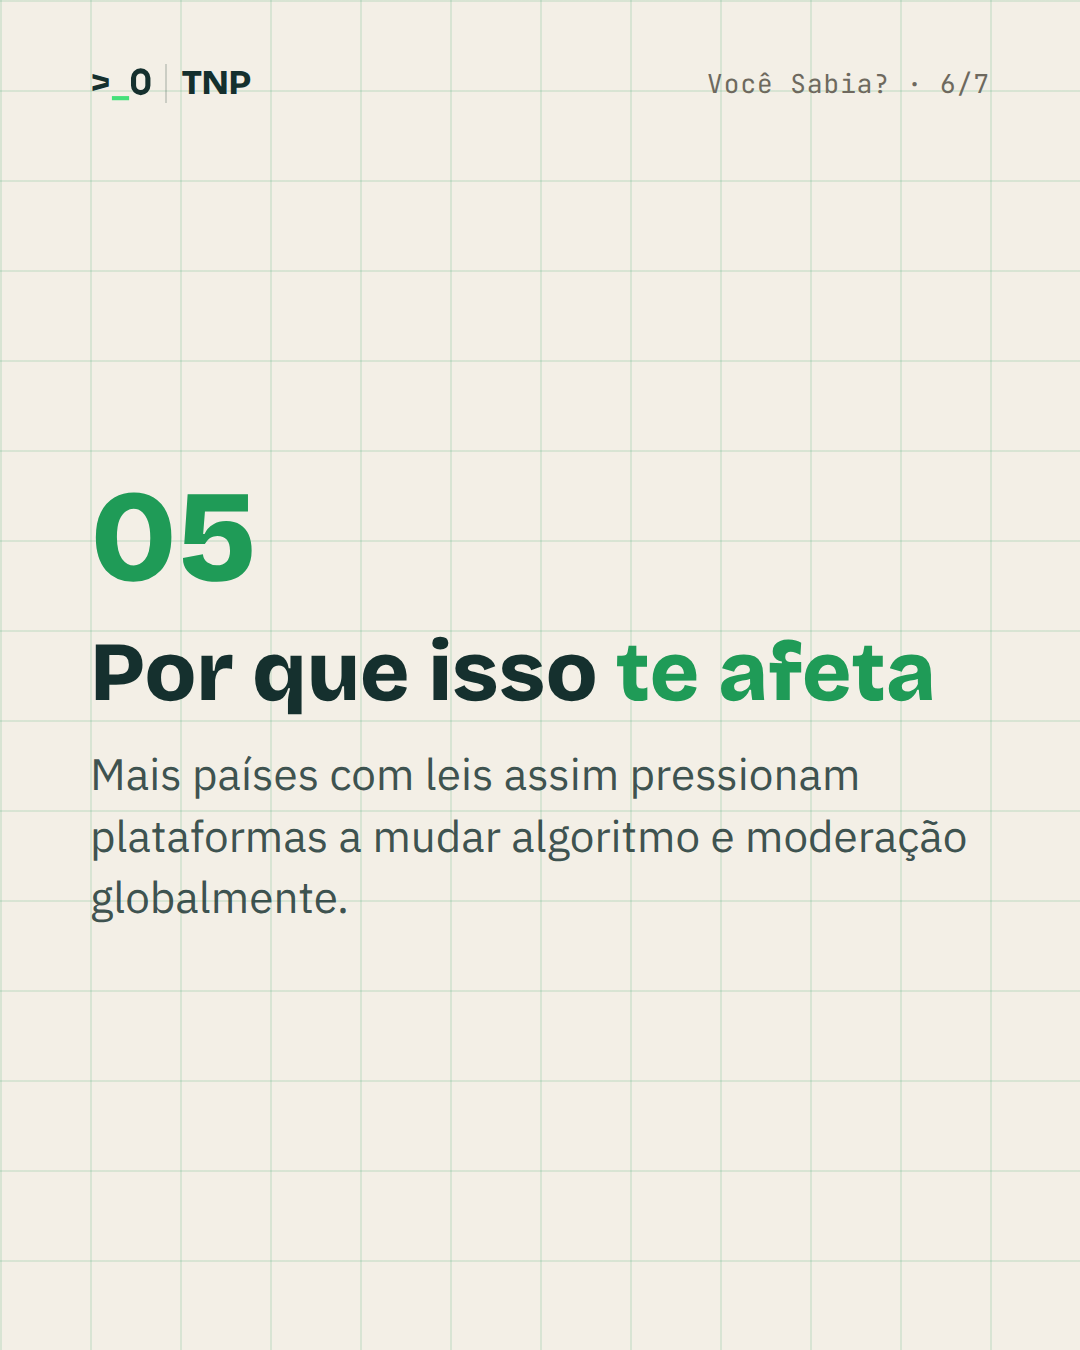 >_0 TNP
Você Sabia? · 6/7
05
Por que isso te afeta
Mais países com leis assim pressionam
plataformas a mudar algoritmo e moderação
globalmente.